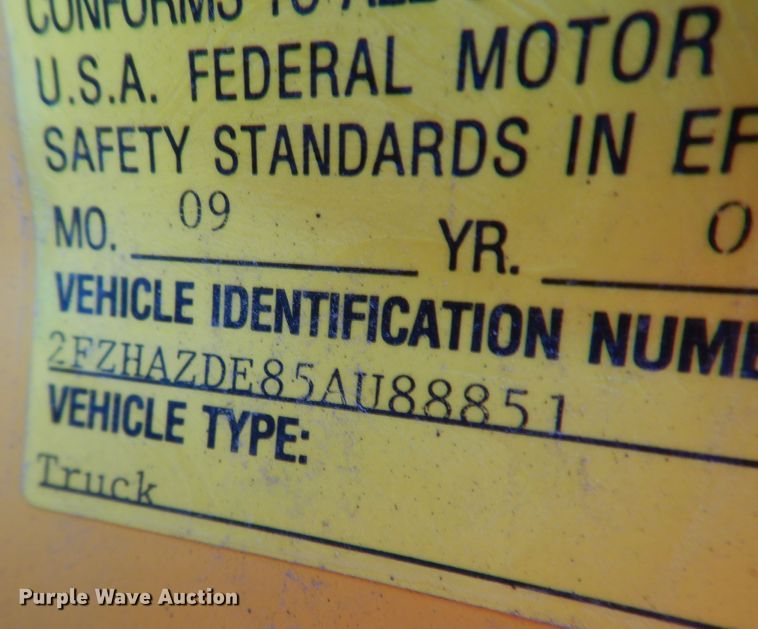 CONFORMS TO ALL
U.S.A. FEDERAL MOTOR
SAFETY STANDARDS IN EF
MO. 09 YR. 0
VEHICLE IDENTIFICATION NUME
2FZHAZDE85AU88851
VEHICLE TYPE:
Truck
Purple Wave Auction